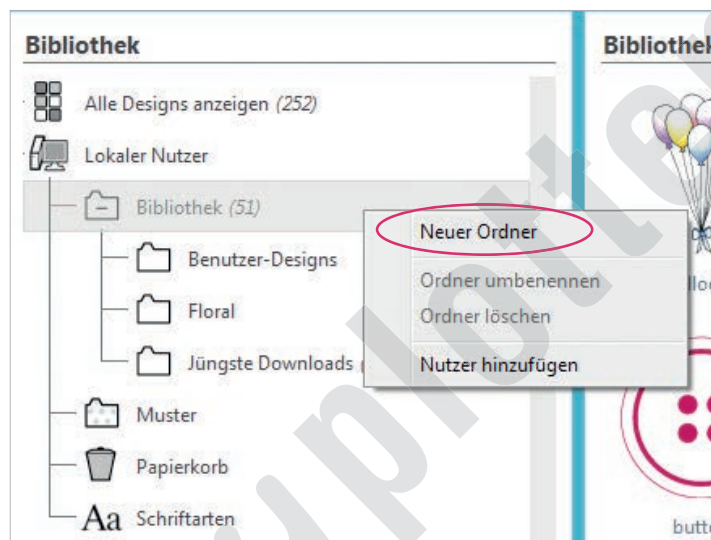 Bibliothek
Alle Designs anzeigen (252)
Lokaler Nutzer
Bibliothek (51)
Benutzer-Designs
Floral
Jüngste Downloads
Muster
Papierkorb
Aa Schriftarten
Neuer Ordner
Ordner umbenennen
Ordner löschen
Nutzer hinzufügen
Bibliothek